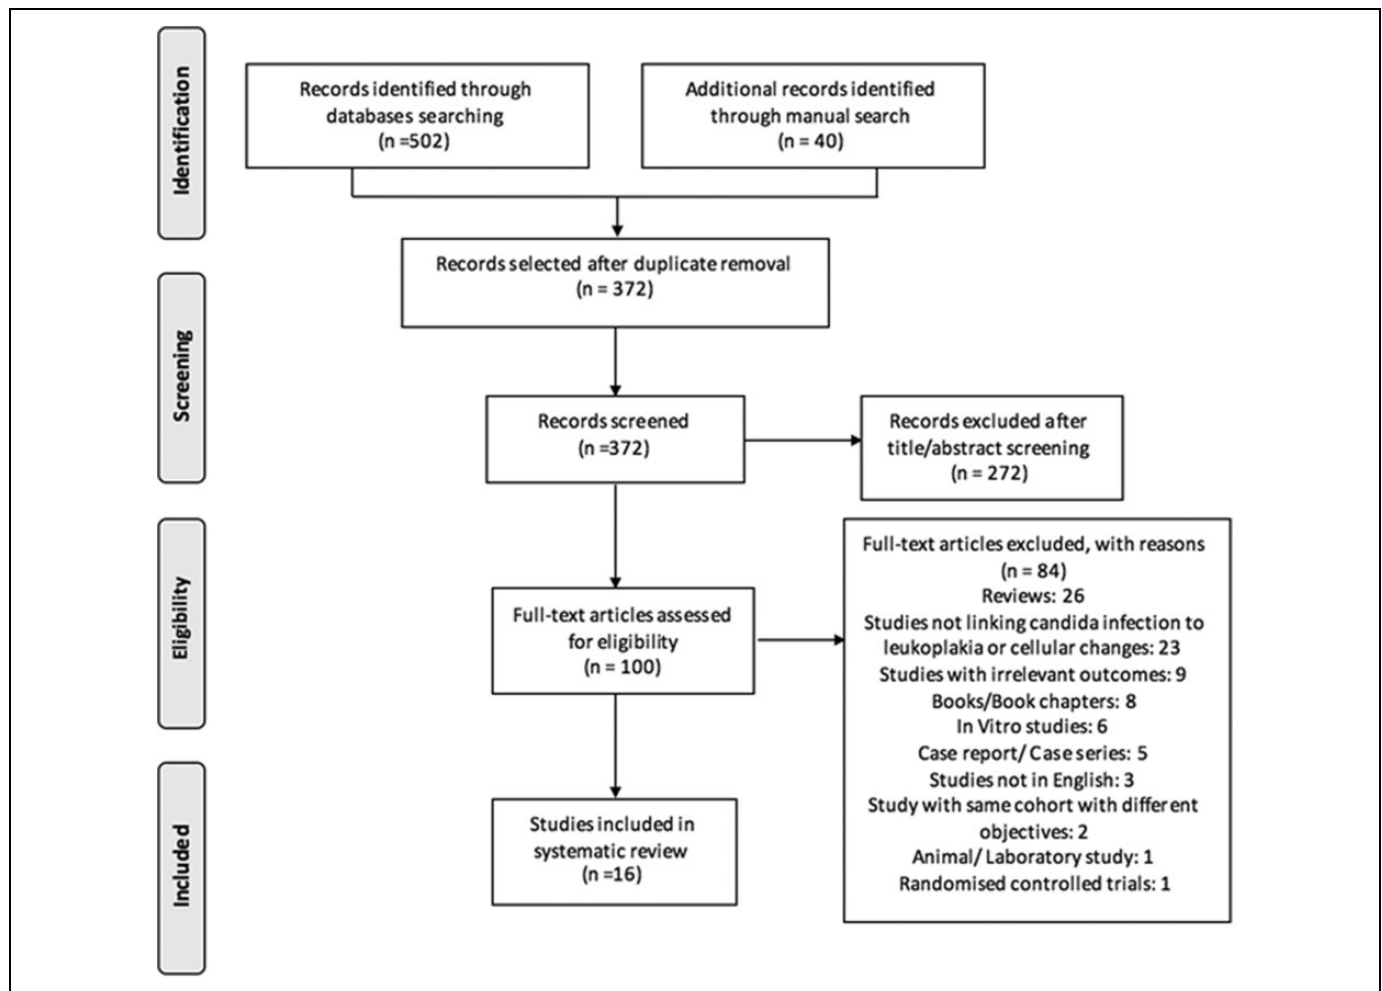 Identification
Records identified through
databases searching
(n =502)
Additional records identified
through manual search
(n = 40)
Records selected after duplicate removal
(n = 372)
Screening
Records screened
(n =372)
Records excluded after
title/abstract screening
(n = 272)
Eligibility
Full-text articles assessed
for eligibility
(n = 100)
Full-text articles excluded, with reasons
(n = 84)
Reviews: 26
Studies not linking candida infection to
leukoplakia or cellular changes: 23
Studies with irrelevant outcomes: 9
Books/Book chapters: 8
In Vitro studies: 6
Case report/ Case series: 5
Studies not in English: 3
Study with same cohort with different
objectives: 2
Animal/ Laboratory study: 1
Randomised controlled trials: 1
Included
Studies included in
systematic review
(n =16)